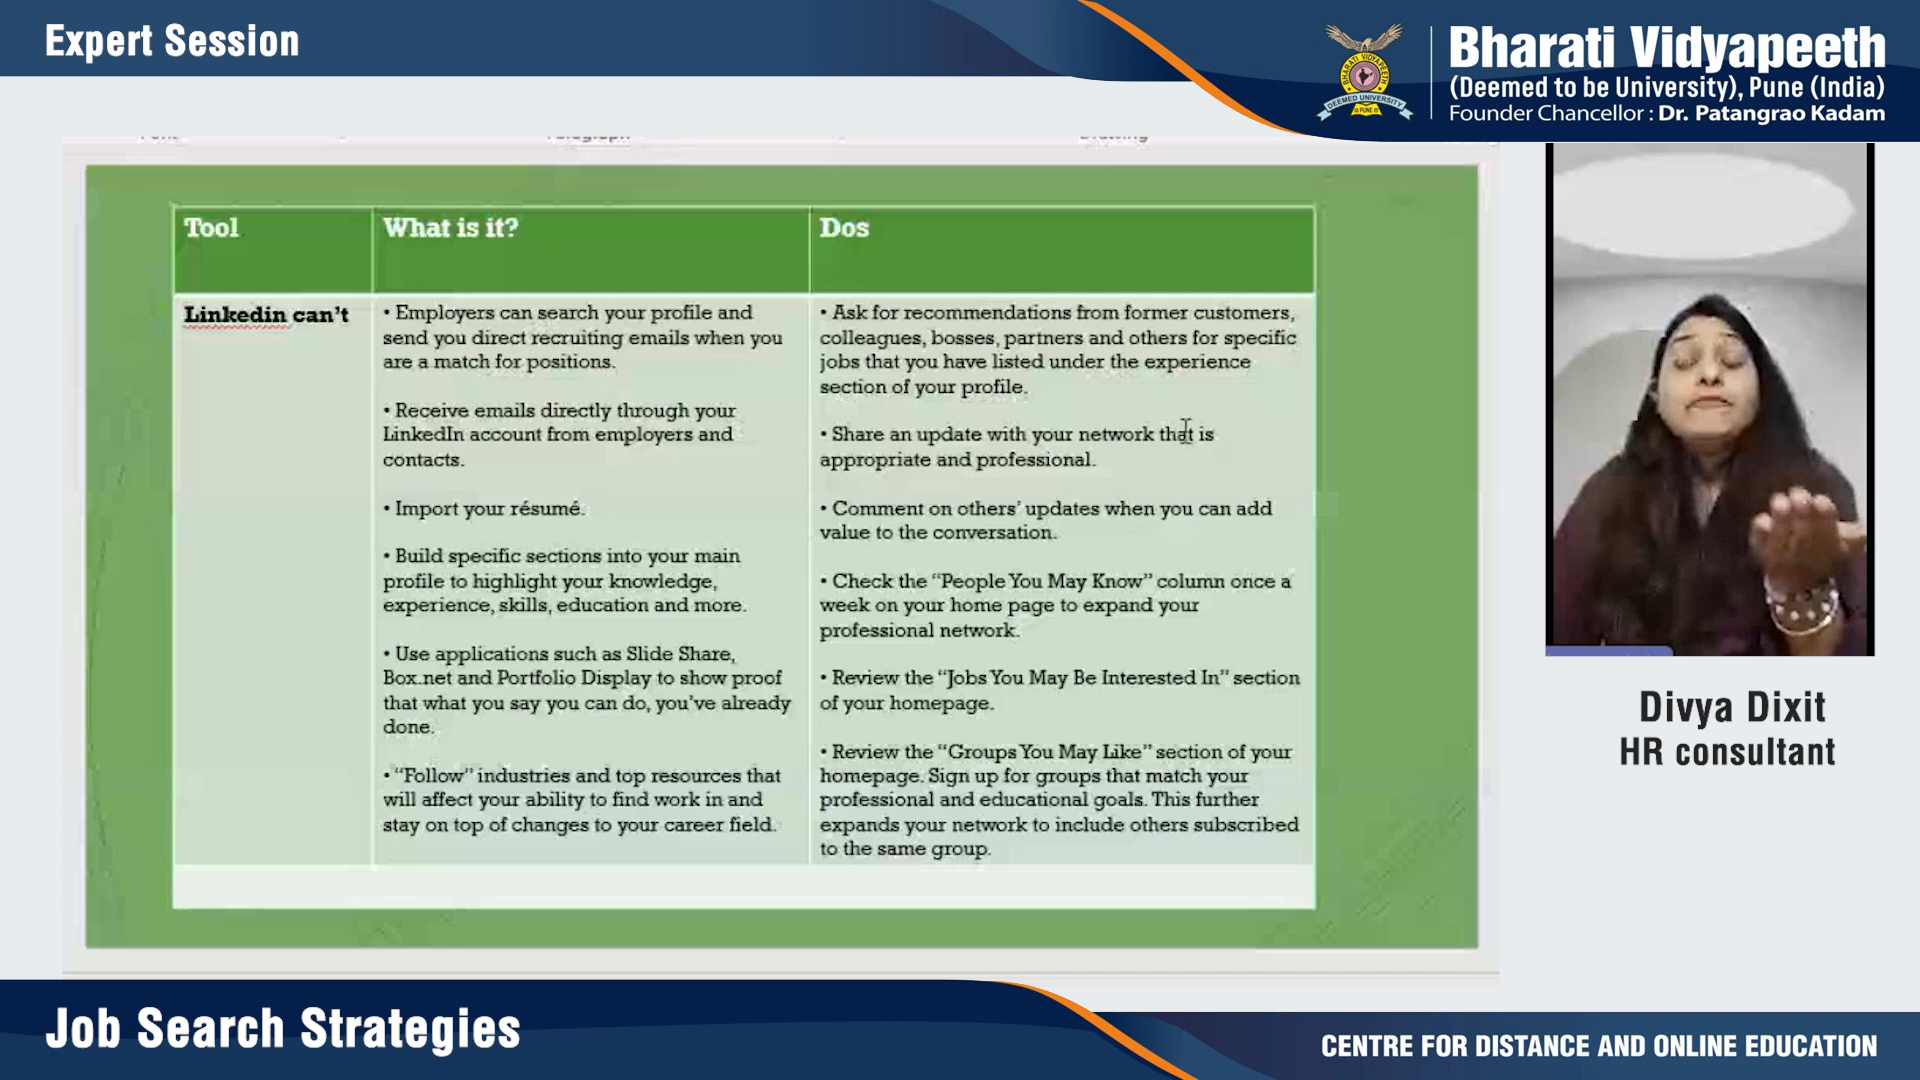 Expert Session
Bharati Vidyapeeth
(Deemed to be University), Pune (India)
Founder Chancellor : Dr. Patangrao Kadam
BHARATI VIDYAPEETH
DEEMED UNIVERSITY
PUNE
Paragraph
Drawing
Tool
What is it?
Dos
Linkedin can't
• Employers can search your profile and
send you direct recruiting emails when you
are a match for positions.
• Receive emails directly through your
LinkedIn account from employers and
contacts.
• Import your résumé.
• Build specific sections into your main
profile to highlight your knowledge,
experience, skills, education and more.
• Use applications such as Slide Share,
Box.net and Portfolio Display to show proof
that what you say you can do, you've already
done.
• "Follow" industries and top resources that
will affect your ability to find work in and
stay on top of changes to your career field.
• Ask for recommendations from former customers,
colleagues, bosses, partners and others for specific
jobs that you have listed under the experience
section of your profile.
• Share an update with your network that is
appropriate and professional.
• Comment on others' updates when you can add
value to the conversation.
• Check the "People You May Know" column once a
week on your home page to expand your
professional network.
• Review the "Jobs You May Be Interested In" section
of your homepage.
• Review the "Groups You May Like" section of your
homepage. Sign up for groups that match your
professional and educational goals. This further
expands your network to include others subscribed
to the same group.
Divya Dixit
HR consultant
Job Search Strategies
CENTRE FOR DISTANCE AND ONLINE EDUCATION